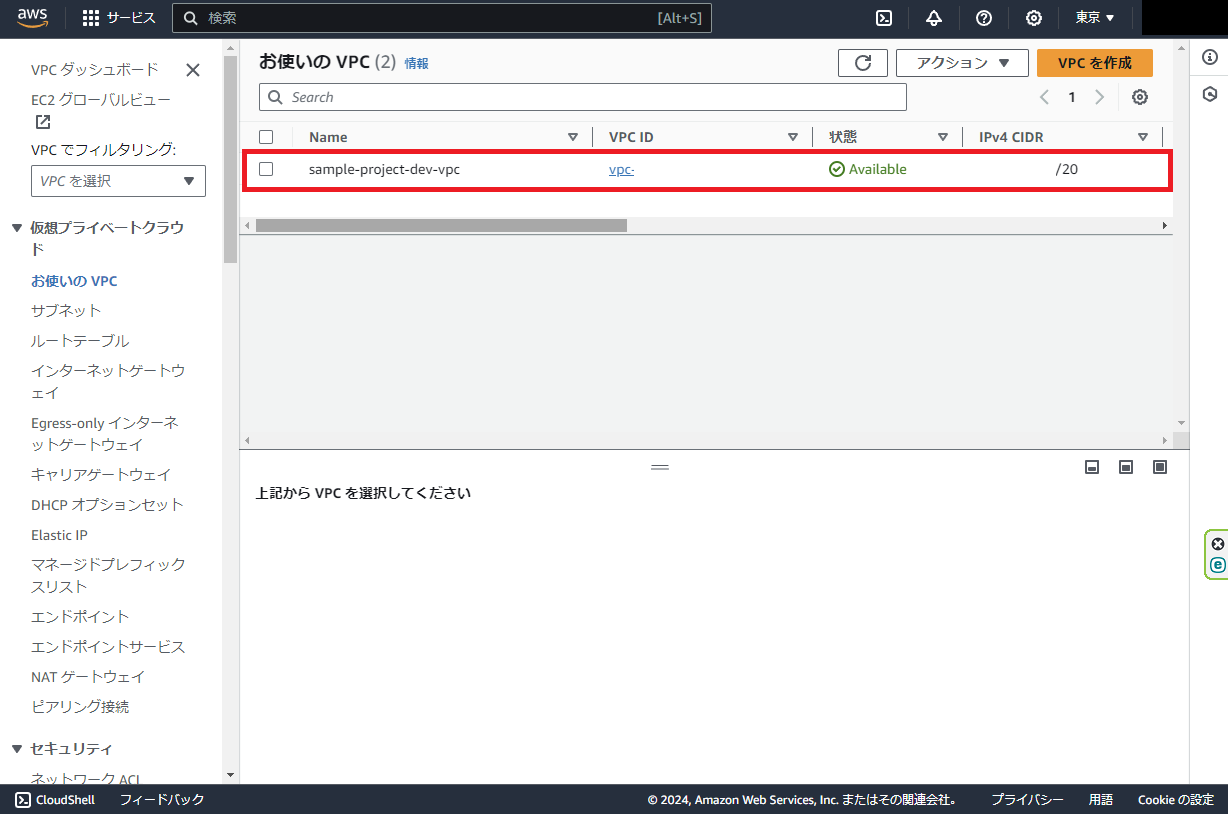 aws サービス 検索 [Alt+S] 東京
VPC ダッシュボード
EC2 グローバルビュー
VPC でフィルタリング:
VPC を選択
仮想プライベートクラウ
ド
お使いの VPC
サブネット
ルートテーブル
インターネットゲートウ
ェイ
Egress-only インターネ
ットゲートウェイ
キャリアゲートウェイ
DHCP オプションセット
Elastic IP
マネージドプレフィック
スリスト
エンドポイント
エンドポイントサービス
NAT ゲートウェイ
ピアリング接続
セキュリティ
ネットワーク ACL
お使いの VPC (2) 情報 アクション VPC を作成
Search 1
Name VPC ID 状態 IPv4 CIDR
sample-project-dev-vpc vpc- Available /20
上記から VPC を選択してください
CloudShell フィードバック © 2024, Amazon Web Services, Inc. またはその関連会社。 プライバシー 用語 Cookie の設定